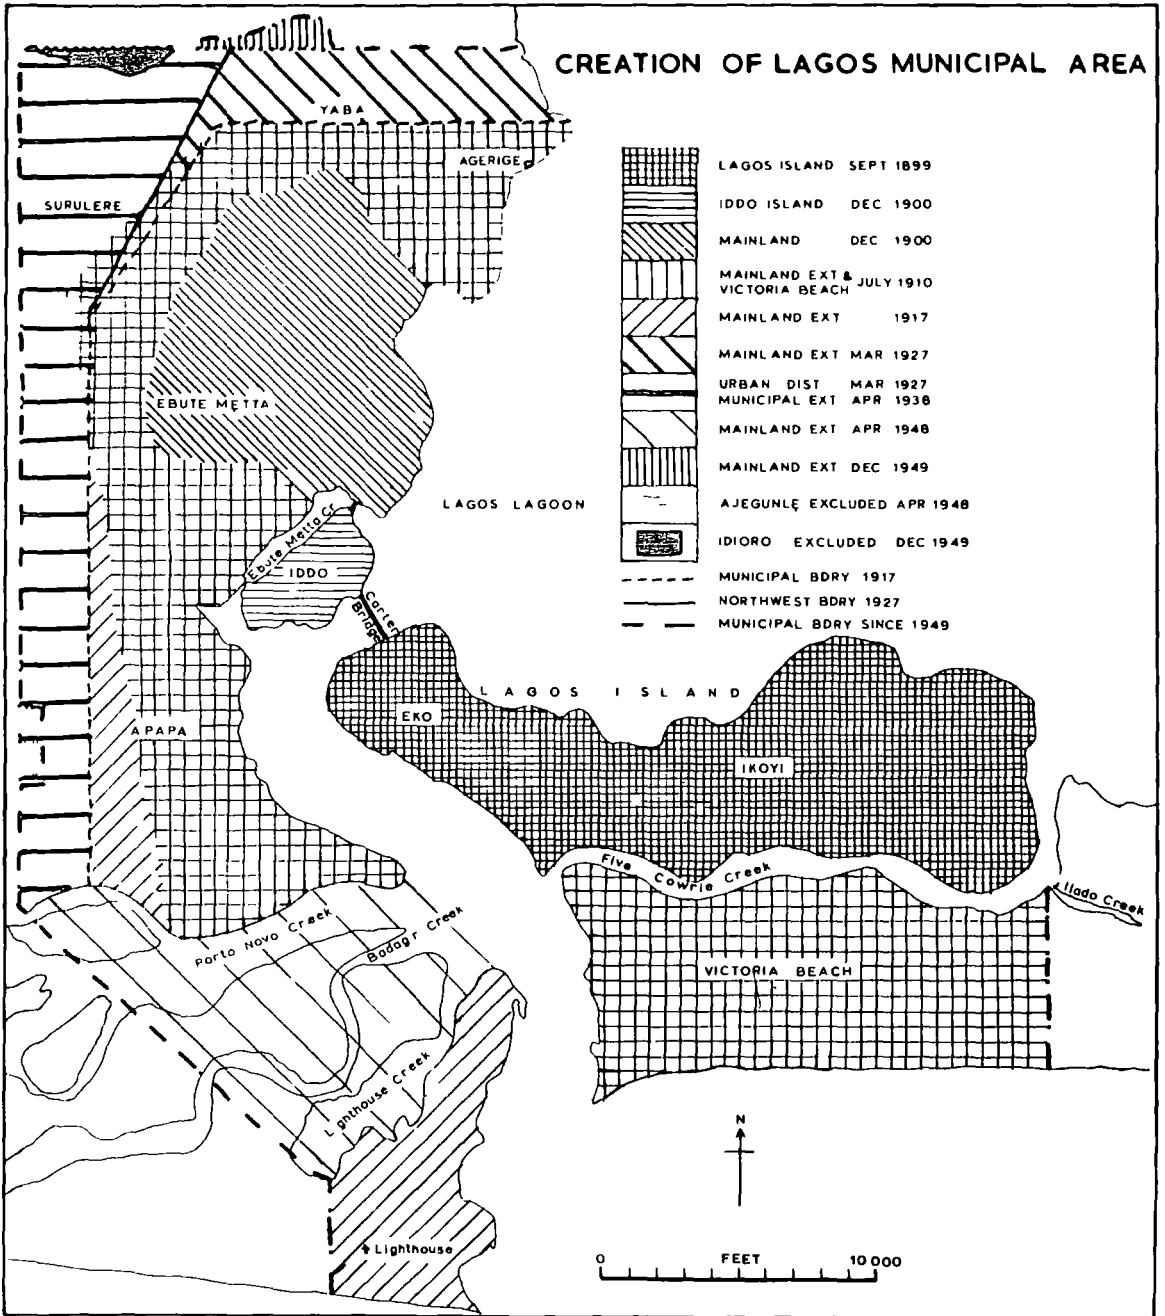 CREATION OF LAGOS MUNICIPAL AREA
YABA
AGERIGE
SURULERE
EBUTE MẸTTA
LAGOS LAGOON
Ebute Metta Cr.
IDDO
Carter
Bridge
LAGOS ISLAND
EKO
IKOYI
APAPA
Five Cowrie Creek
Ilado Creek
Porto Novo Creek
Badagr Creek
VICTORIA BEACH
Lighthouse Creek
Lighthouse
LAGOS ISLAND SEPT 1899
IDDO ISLAND DEC 1900
MAINLAND DEC 1900
MAINLAND EXT &
VICTORIA BEACH JULY 1910
MAINLAND EXT 1917
MAINLAND EXT MAR 1927
URBAN DIST MAR 1927
MUNICIPAL EXT APR 1938
MAINLAND EXT APR 1948
MAINLAND EXT DEC 1949
AJEGUNLẸ EXCLUDED APR 1948
IDIORO EXCLUDED DEC 1949
MUNICIPAL BDRY 1917
NORTHWEST BDRY 1927
MUNICIPAL BDRY SINCE 1949
N
0 FEET 10 000